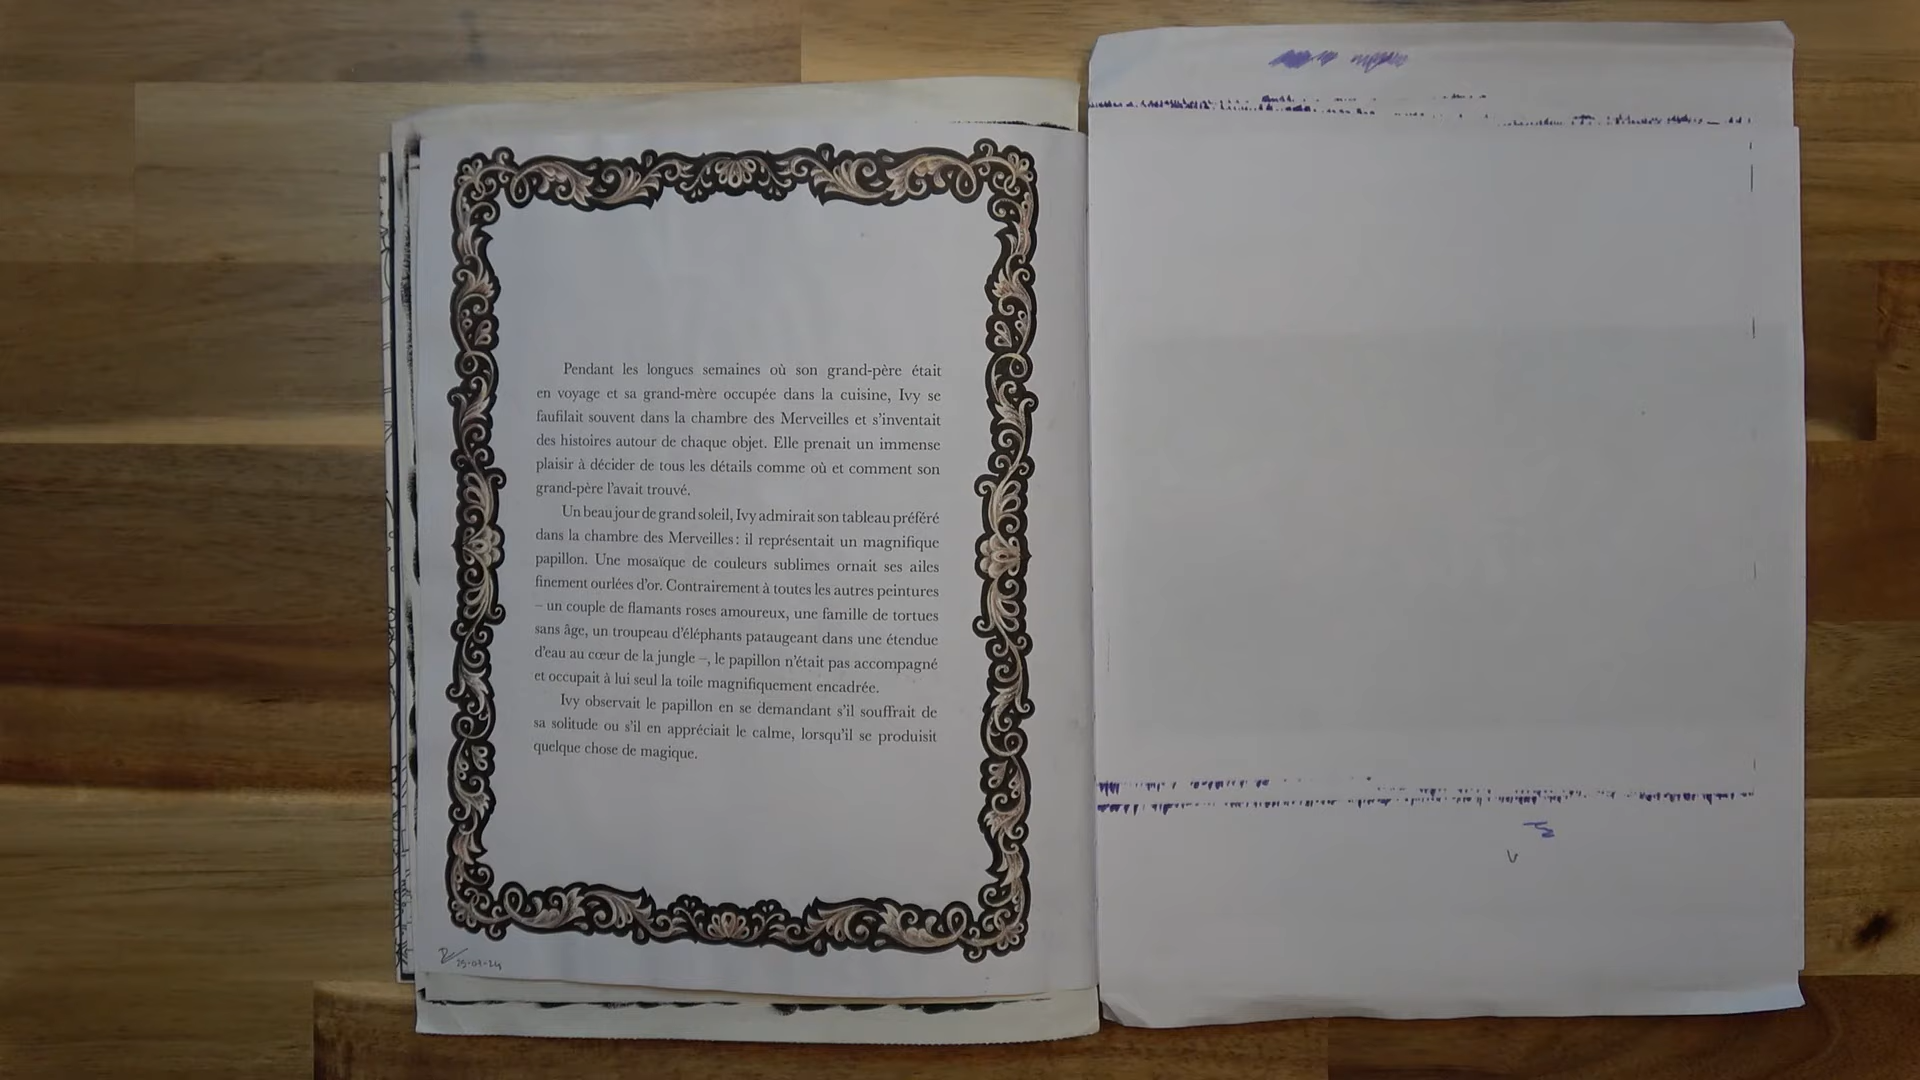 Pendant les longues semaines où son grand-père était
en voyage et sa grand-mère occupée dans la cuisine, Ivy se
faufilait souvent dans la chambre des Merveilles et s’inventait
des histoires autour de chaque objet. Elle prenait un immense
plaisir à décider de tous les détails comme où et comment son
grand-père l’avait trouvé.
Un beau jour de grand soleil, Ivy admirait son tableau préféré
dans la chambre des Merveilles : il représentait un magnifique
papillon. Une mosaïque de couleurs sublimes ornait ses ailes
finement ourlées d’or. Contrairement à toutes les autres peintures
– un couple de flamants roses amoureux, une famille de tortues
sans âge, un troupeau d’éléphants pataugeant dans une étendue
d’eau au cœur de la jungle –, le papillon n’était pas accompagné
et occupait à lui seul la toile magnifiquement encadrée.
Ivy observait le papillon en se demandant s’il souffrait de
sa solitude ou s’il en appréciait le calme, lorsqu’il se produisit
quelque chose de magique.
25-07-24